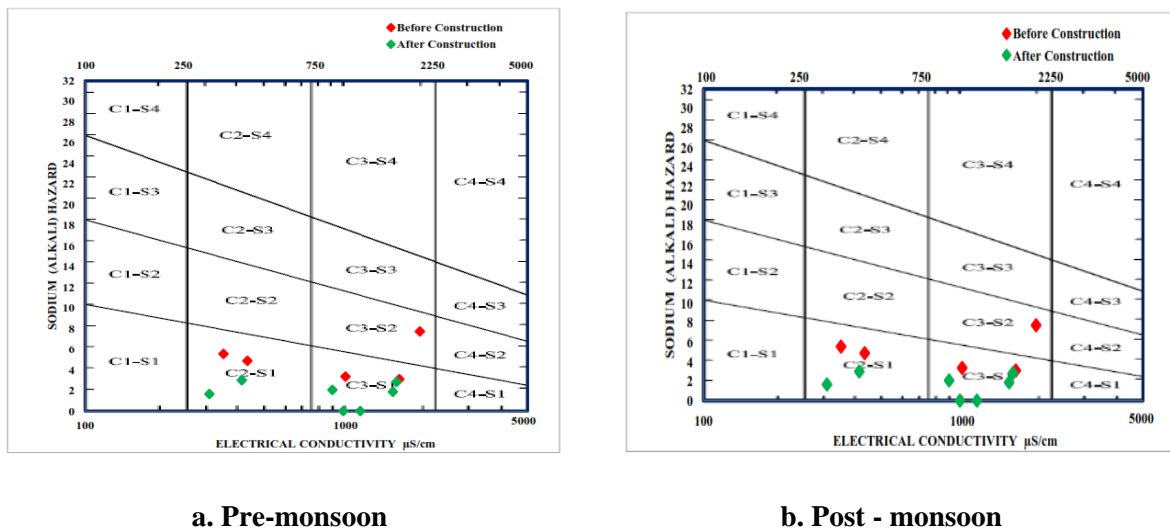 Before Construction
After Construction
100 250 750 2250 5000
32
30
28
26
24
22
20
18
16
14
12
10
8
6
4
2
0
SODIUM (ALKALI) HAZARD
C1-S4
C2-S4
C3-S4
C4-S4
C1-S3
C2-S3
C3-S3
C4-S3
C1-S2
C2-S2
C3-S2
C4-S2
C1-S1
C2-S1
C3-S1
C4-S1
100 1000 5000
ELECTRICAL CONDUCTIVITY µS/cm
a. Pre-monsoon
Before Construction
After Construction
100 250 750 2250 5000
32
30
28
26
24
22
20
18
16
14
12
10
8
6
4
2
0
SODIUM (ALKALI) HAZARD
C1-S4
C2-S4
C3-S4
C4-S4
C1-S3
C2-S3
C3-S3
C4-S3
C1-S2
C2-S2
C3-S2
C4-S2
C1-S1
C2-S1
C4-S1
100 1000 5000
ELECTRICAL CONDUCTIVITY µS/cm
b. Post - monsoon